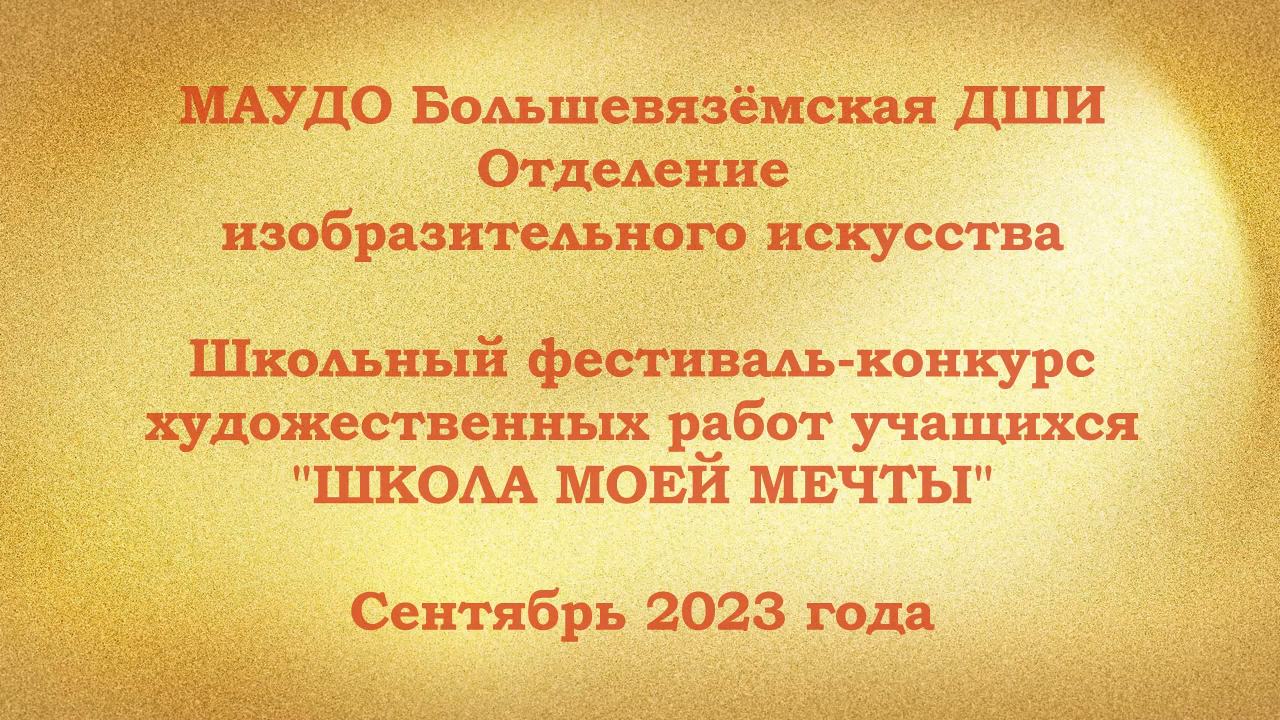 МАУДО Большевязёмская ДШИ
Отделение
изобразительного искусства
Школьный фестиваль-конкурс
художественных работ учащихся
"ШКОЛА МОЕЙ МЕЧТЫ"
Сентябрь 2023 года